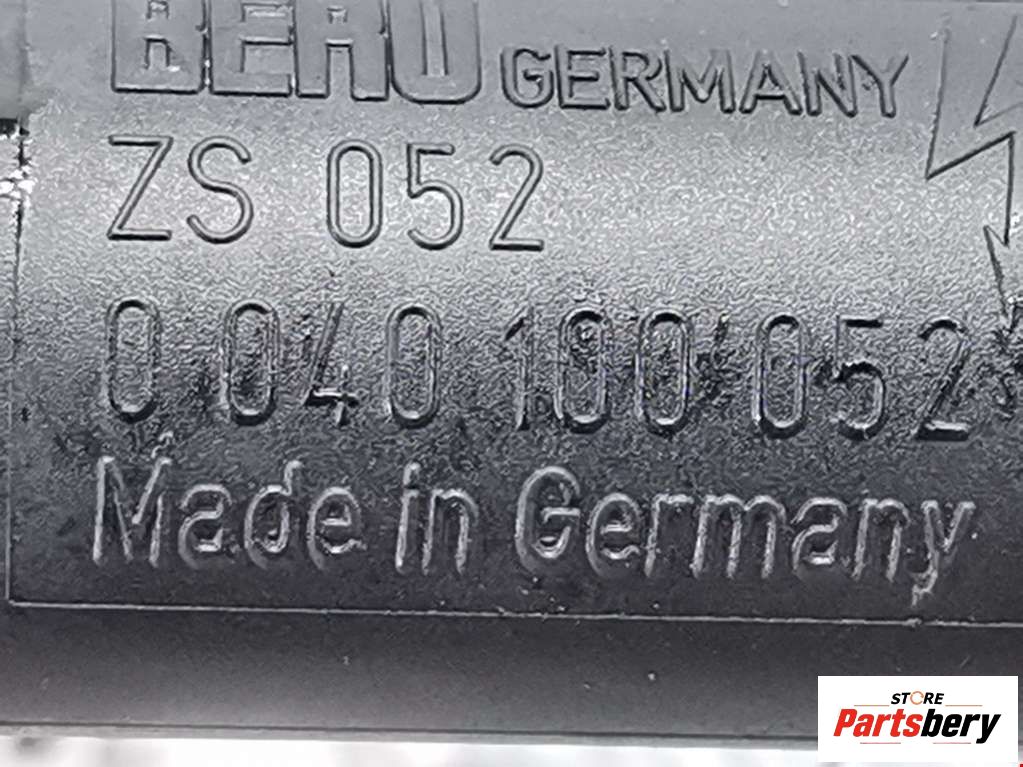 BERU GERMANY
ZS 052
0 040 100 052
Made in Germany
STORE
Partsbery